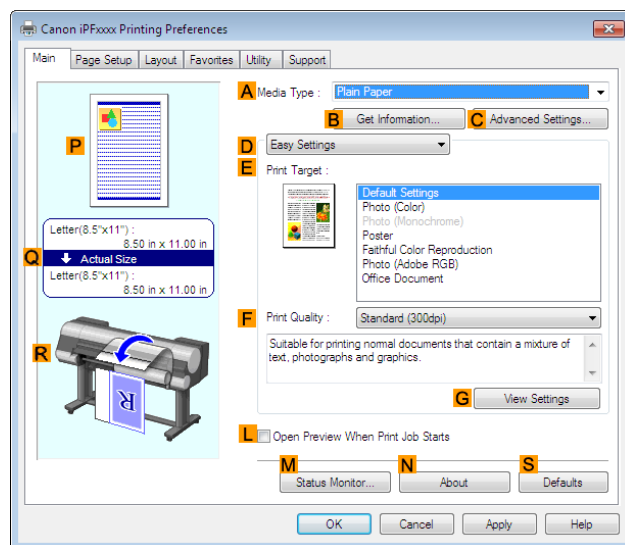 Canon iPFxxxx Printing Preferences
Main Page Setup Layout Favorites Utility Support
A Media Type : Plain Paper
B Get Information... C Advanced Settings...
D Easy Settings
E Print Target :
Default Settings
Photo (Color)
Photo (Monochrome)
Poster
Faithful Color Reproduction
Photo (Adobe RGB)
Office Document
P
Letter(8.5"x11") :
8.50 in x 11.00 in
Q Actual Size
Letter(8.5"x11") :
8.50 in x 11.00 in
R
R
F Print Quality : Standard (300dpi)
Suitable for printing normal documents that contain a mixture of
text, photographs and graphics.
G View Settings
L Open Preview When Print Job Starts
M Status Monitor... N About S Defaults
OK Cancel Apply Help